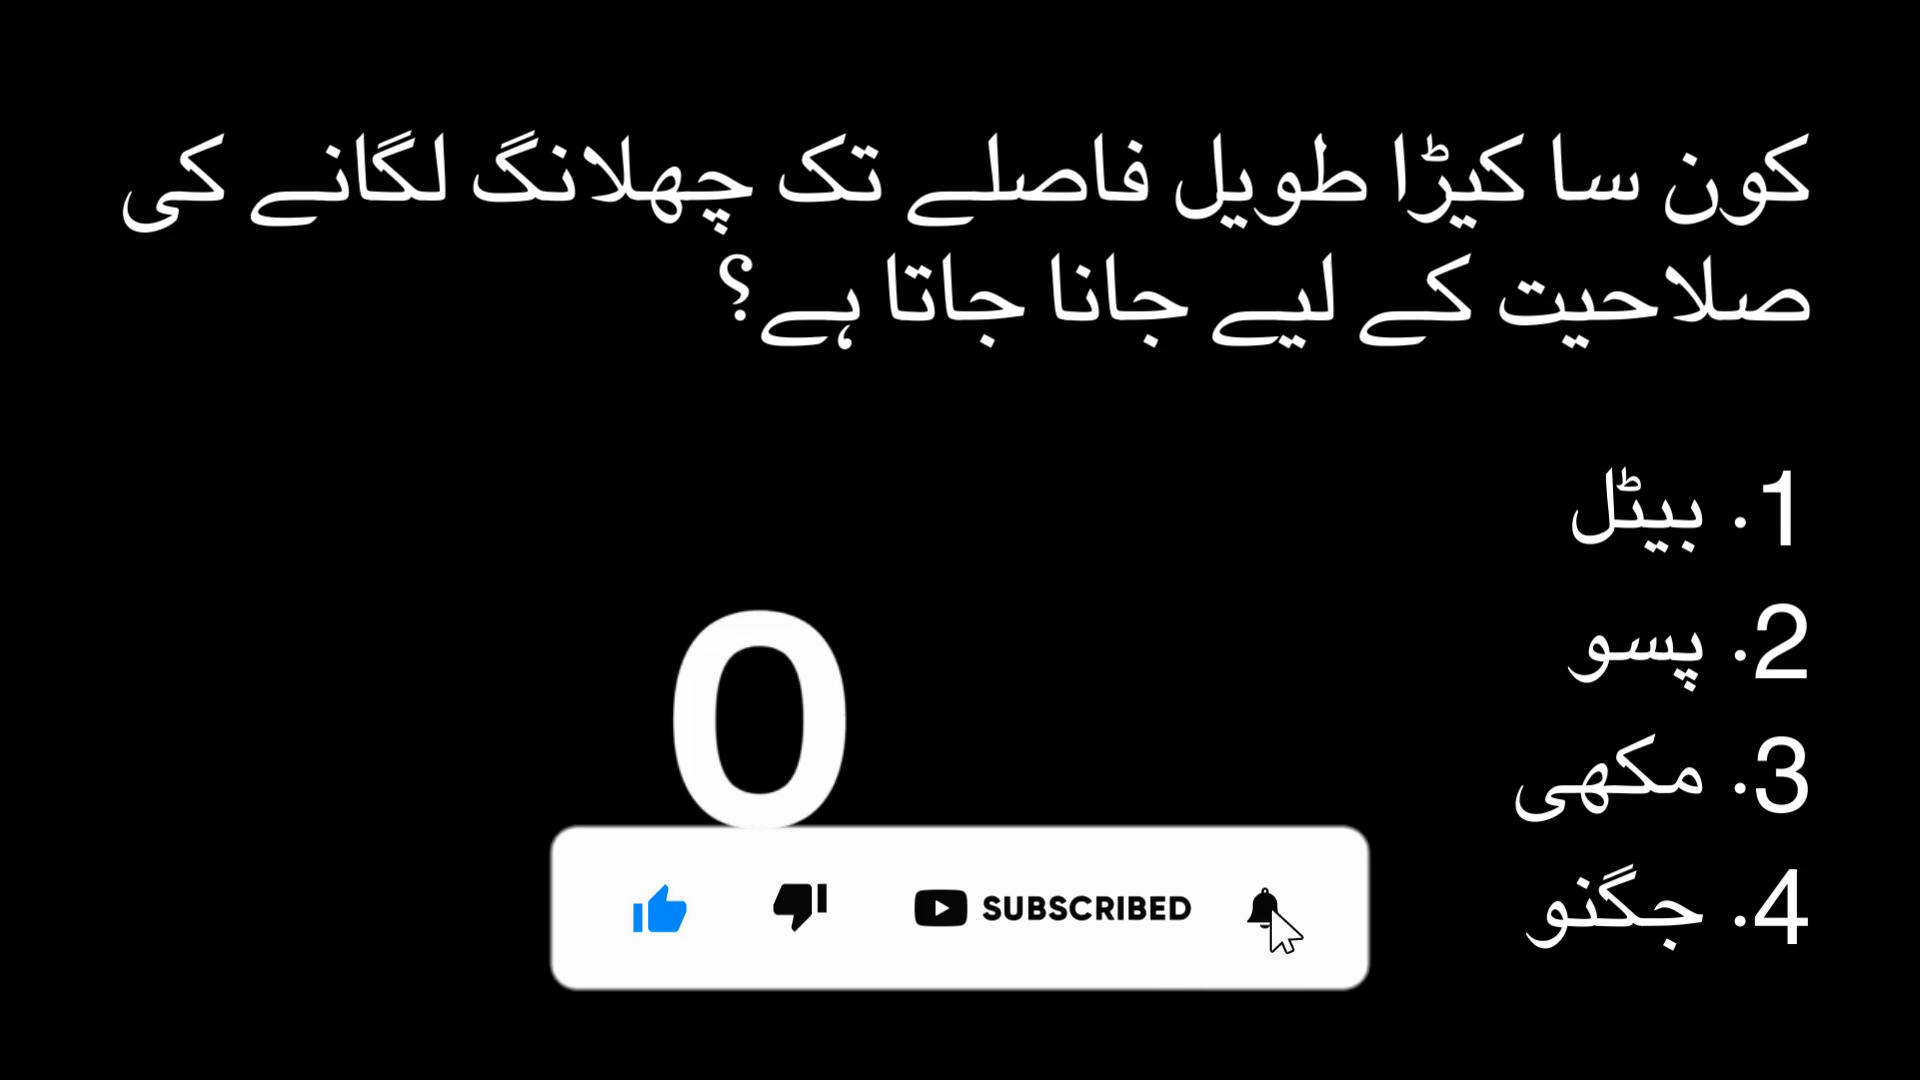 کون سا کیڑا طویل فاصلے تک چھلانگ لگانے کی
صلاحیت کے لیے جانا جاتا ہے؟
1. بیٹل
2. پسو
3. مکھی
4. جگنو
0
SUBSCRIBED